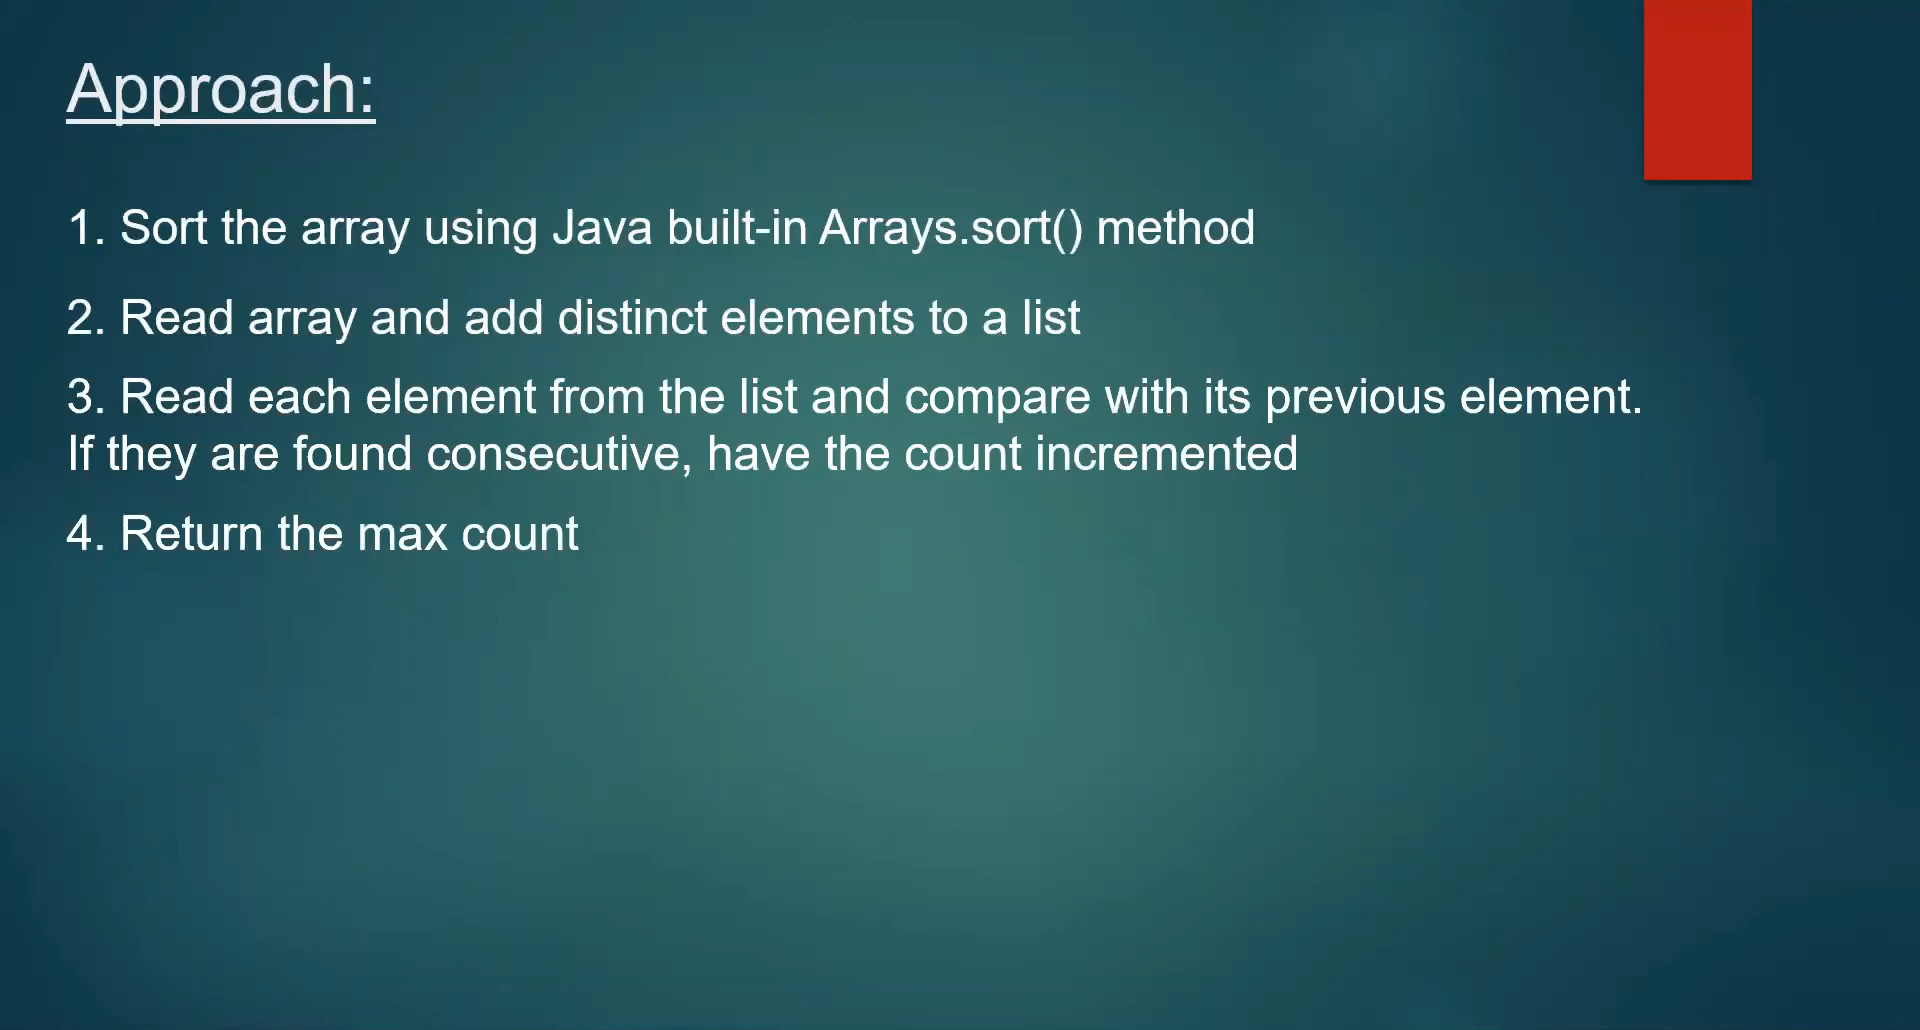 Approach:
1. Sort the array using Java built-in Arrays.sort() method
2. Read array and add distinct elements to a list
3. Read each element from the list and compare with its previous element.
If they are found consecutive, have the count incremented
4. Return the max count